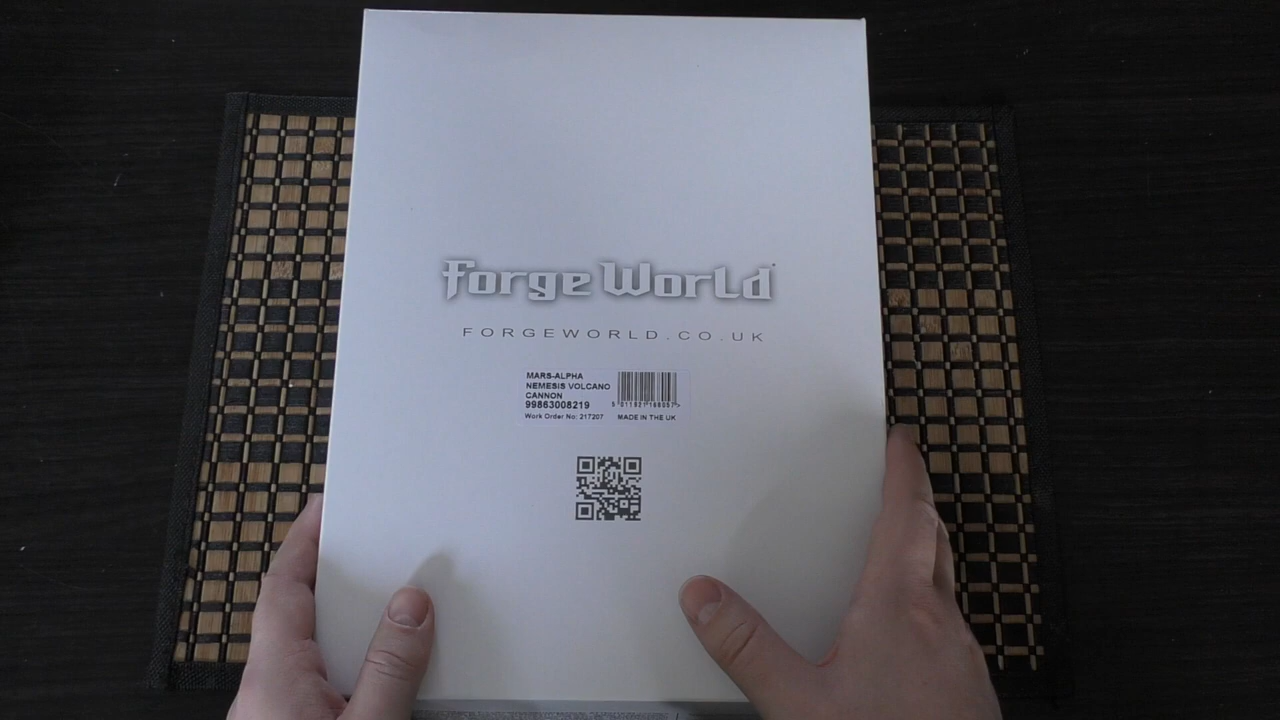 Forge World
FORGEWORLD.CO.UK
MARS-ALPHA
NEMESIS VOLCANO
CANNON
99863008219
Work Order No: 217207
MADE IN THE UK